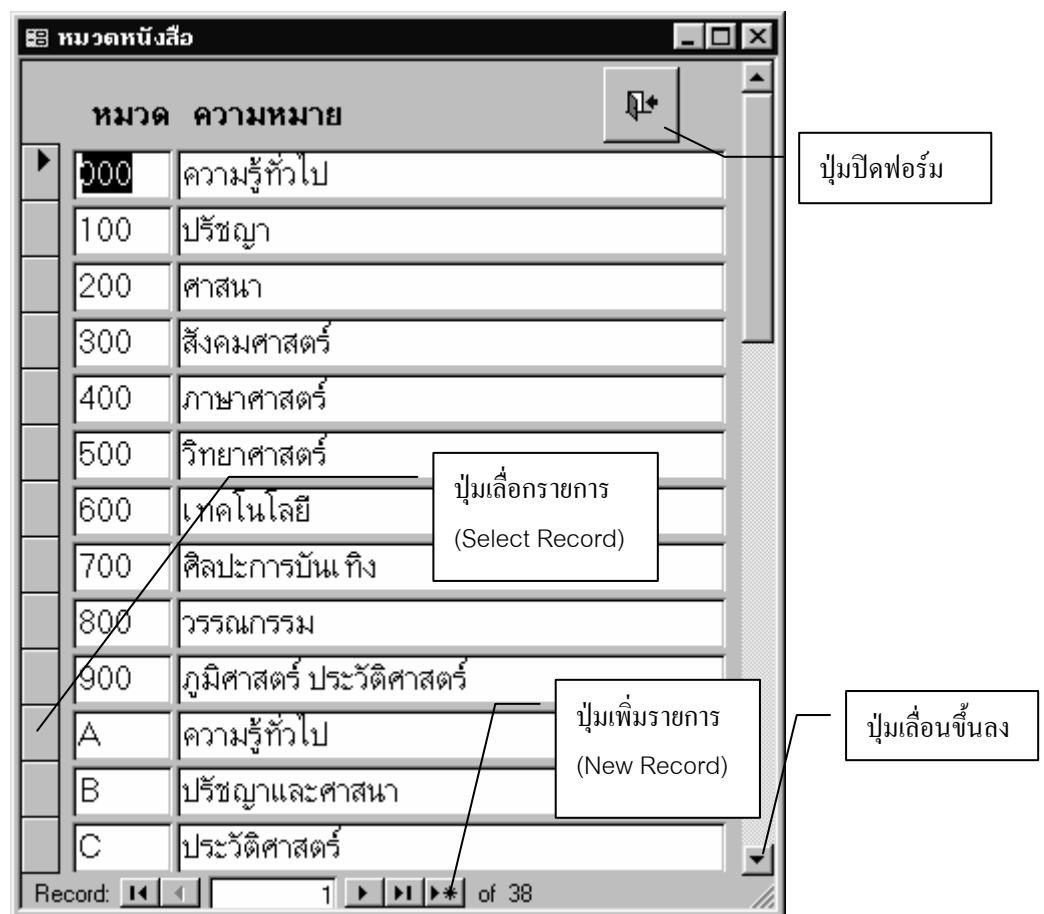 หมวดหนังสือ
หมวด ความหมาย
000 ความรู้ทั่วไป
ปุ่มปิดฟอร์ม
100 ปรัชญา
200 ศาสนา
300 สังคมศาสตร์
400 ภาษาศาสตร์
500 วิทยาศาสตร์
ปุ่มเลือกรายการ
(Select Record)
600 เทคโนโลยี
700 ศิลปะการบันเทิง
800 วรรณกรรม
900 ภูมิศาสตร์ ประวัติศาสตร์
ปุ่มเพิ่มรายการ
(New Record)
ปุ่มเลื่อนขึ้นลง
A ความรู้ทั่วไป
B ปรัชญาและศาสนา
C ประวัติศาสตร์
Record: 1 of 38